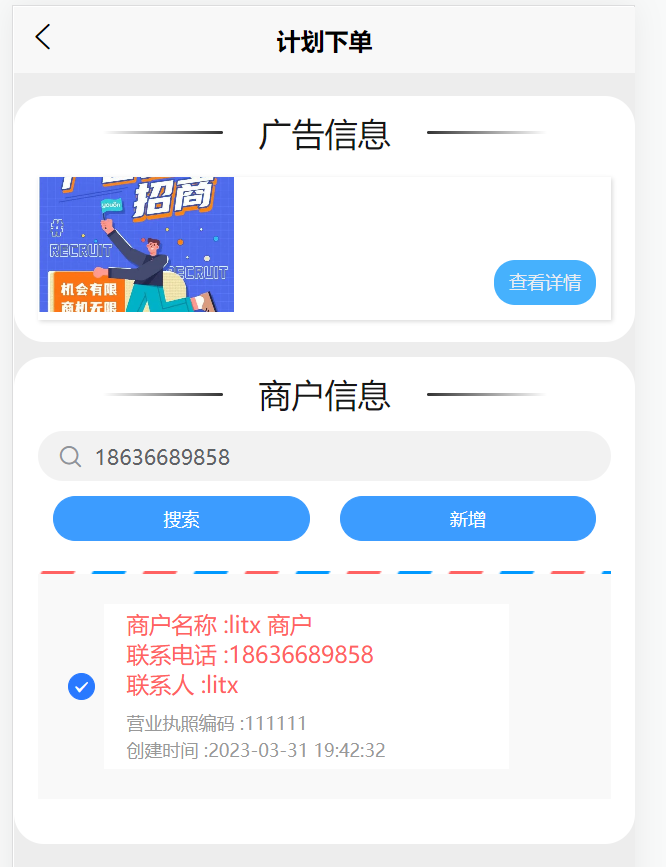 计划下单
广告信息
招商
#
RECRUIT
RECRUIT
机会有限
商机无限
查看详情
商户信息
18636689858
搜索
新增
商户名称 :litx 商户
联系电话 :18636689858
联系人 :litx
营业执照编码 :111111
创建时间 :2023-03-31 19:42:32